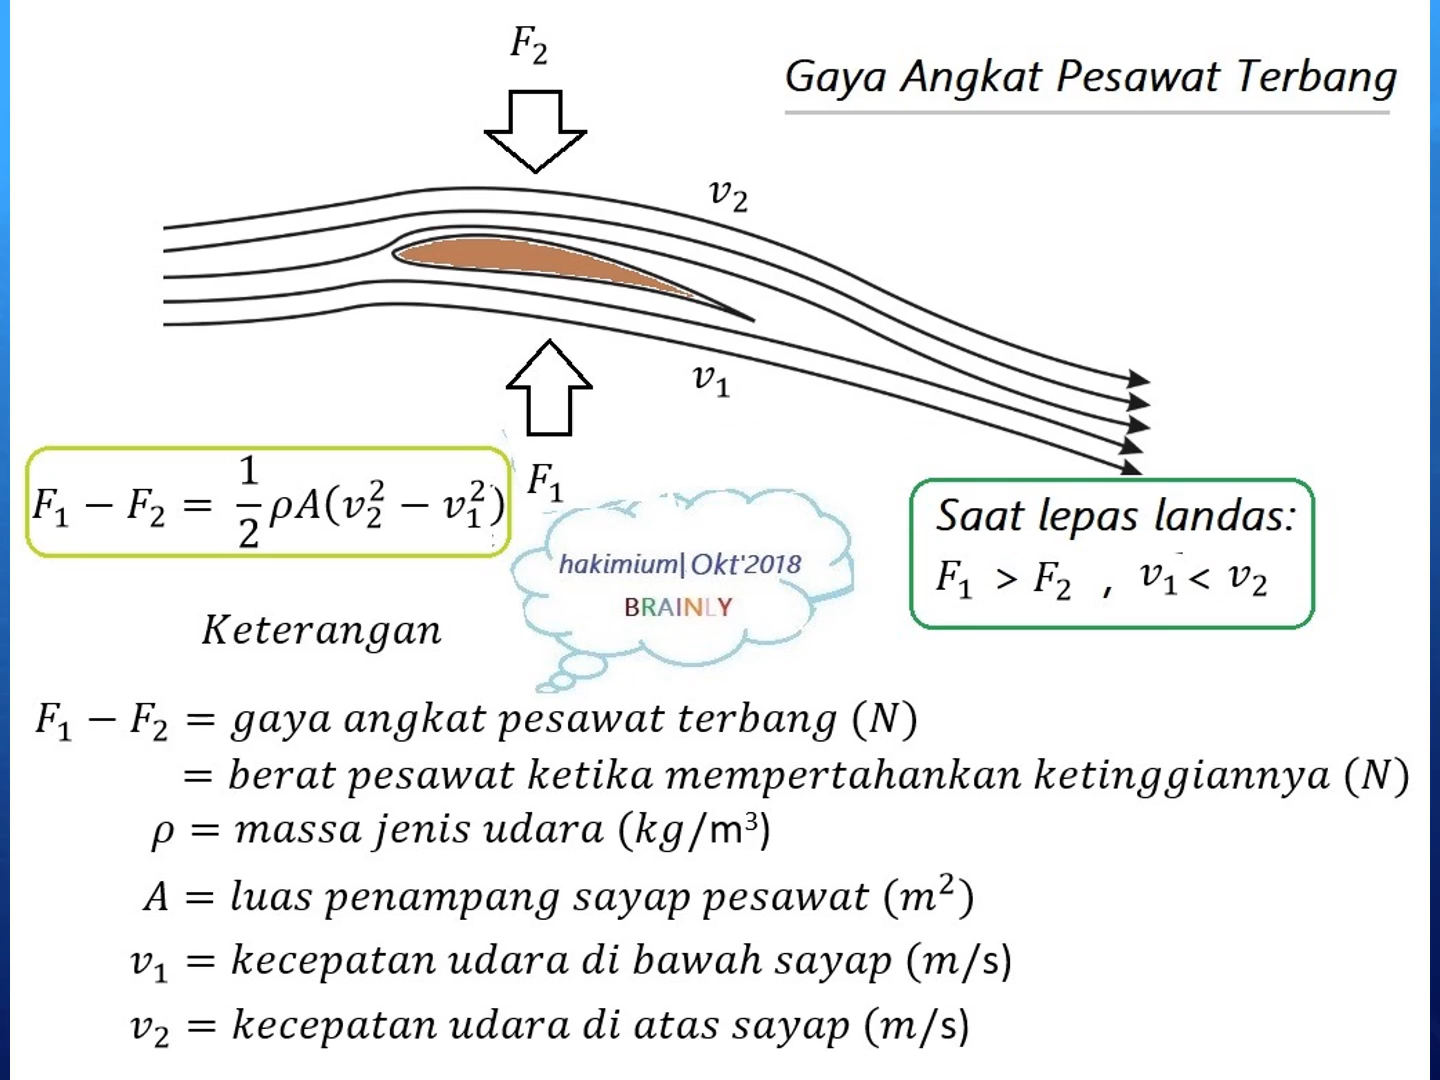 F₂
Gaya Angkat Pesawat Terbang
v₂
v₁
F₁ − F₂ = 1/2 ρA(v₂² − v₁²)
F₁
hakimium| Okt'2018
BRAINLY
Saat lepas landas:
F₁ > F₂ , v₁ < v₂
Keterangan
F₁ − F₂ = gaya angkat pesawat terbang (N)
= berat pesawat ketika mempertahankan ketinggiannya (N)
ρ = massa jenis udara (kg/m³)
A = luas penampang sayap pesawat (m²)
v₁ = kecepatan udara di bawah sayap (m/s)
v₂ = kecepatan udara di atas sayap (m/s)